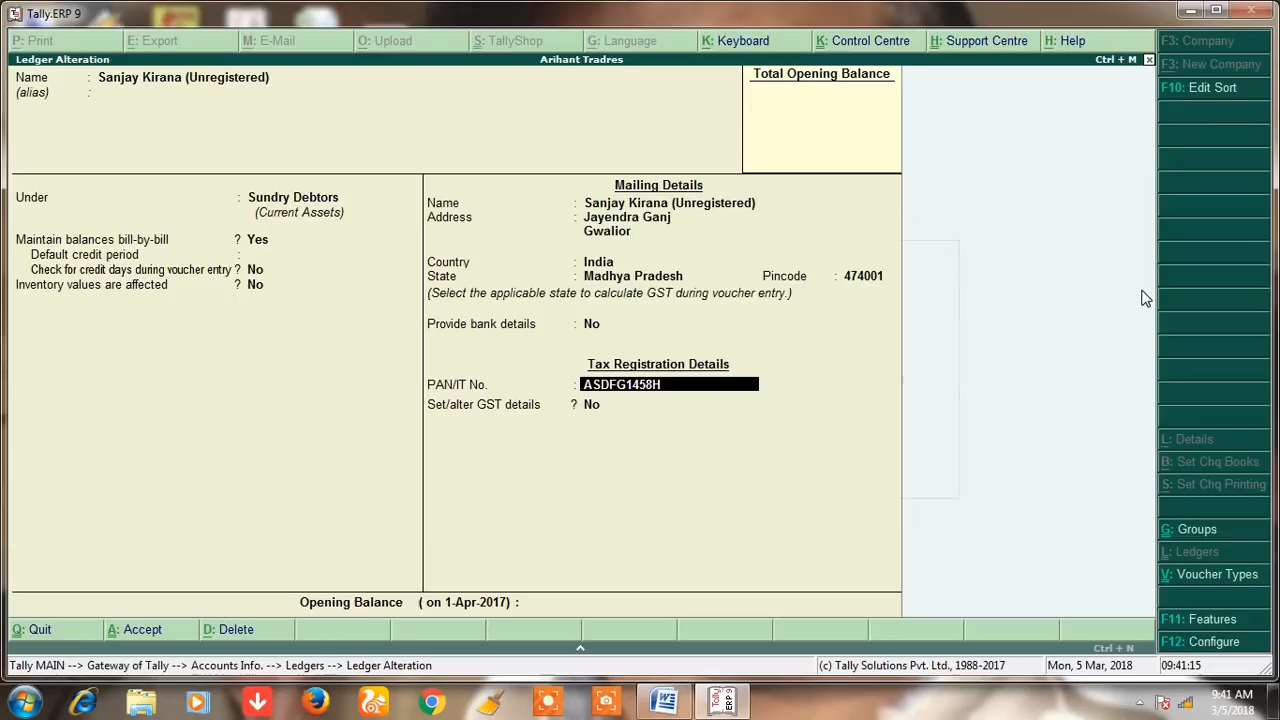 Tally.ERP 9
P: Print E: Export M: E-Mail O: Upload S: TallyShop G: Language K: Keyboard K: Control Centre H: Support Centre H: Help
F3: Company
Ledger Alteration Arihant Tradres Ctrl + M
F3: New Company
Name : Sanjay Kirana (Unregistered)
(alias) :
Total Opening Balance
F10: Edit Sort
Under : Sundry Debtors
(Current Assets)
Maintain balances bill-by-bill ? Yes
Default credit period :
Check for credit days during voucher entry ? No
Inventory values are affected ? No
Mailing Details
Name : Sanjay Kirana (Unregistered)
Address : Jayendra Ganj
Gwalior
Country : India
State : Madhya Pradesh Pincode : 474001
(Select the applicable state to calculate GST during voucher entry.)
Provide bank details : No
Tax Registration Details
PAN/IT No. : ASDFG1458H
Set/alter GST details ? No
L: Details
B: Set Chq Books
S: Set Chq Printing
G: Groups
L: Ledgers
V: Voucher Types
F11: Features
F12: Configure
Opening Balance ( on 1-Apr-2017) :
Q: Quit A: Accept D: Delete
Ctrl + N
Tally MAIN --> Gateway of Tally --> Accounts Info. --> Ledgers --> Ledger Alteration (c) Tally Solutions Pvt. Ltd., 1988-2017 Mon, 5 Mar, 2018 09:41:15
9:41 AM
3/5/2018